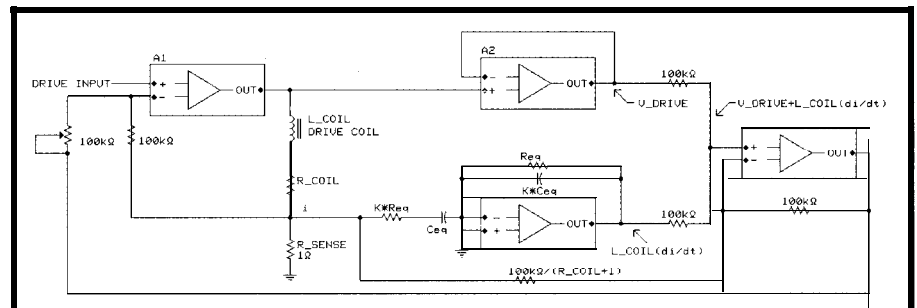 A1
DRIVE INPUT
+
-
OUT
100kΩ
100kΩ
L_COIL
DRIVE COIL
R_COIL
i
R_SENSE
1Ω
A2
-
+
OUT
V_DRIVE
100kΩ
V_DRIVE+L_COIL(di/dt)
+
-
OUT
100kΩ
Req
K*Ceq
K*Req
Ceq
-
+
OUT
100kΩ
L_COIL(di/dt)
100kΩ/(R_COIL+1)